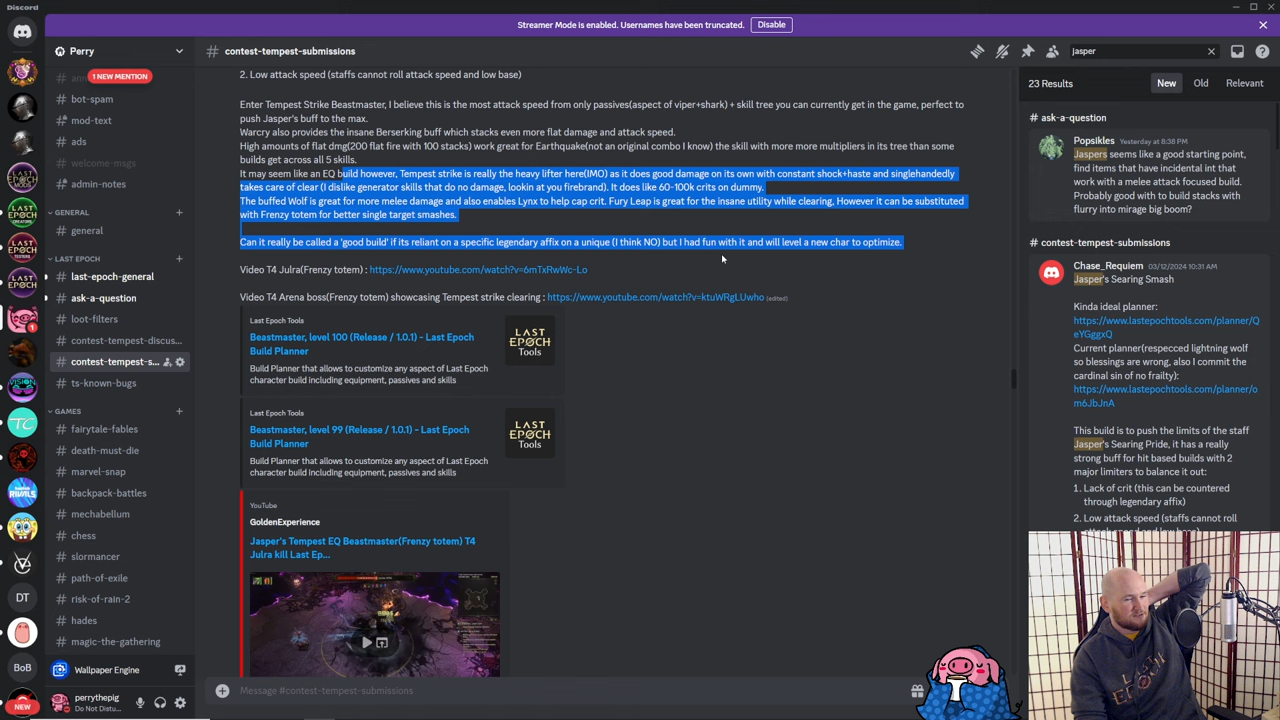 Discord
Streamer Mode is enabled. Usernames have been truncated.
Disable
Perry
contest-tempest-submissions
jasper
1 NEW MENTION
bot-spam
mod-text
ads
welcome-msgs
admin-notes
GENERAL
general
LAST EPOCH
last-epoch-general
ask-a-question
loot-filters
contest-tempest-discus...
contest-tempest-s...
ts-known-bugs
GAMES
fairytale-fables
death-must-die
marvel-snap
backpack-battles
mechabellum
chess
slormancer
path-of-exile
risk-of-rain-2
hades
magic-the-gathering
Wallpaper Engine
perrythepig
Do Not Distu...
TC
DT
BoB
NEW
VISION
RIVALS
2. Low attack speed (staffs cannot roll attack speed and low base)
Enter Tempest Strike Beastmaster, I believe this is the most attack speed from only passives(aspect of viper+shark) + skill tree you can currently get in the game, perfect to
push Jasper's buff to the max.
Warcry also provides the insane Berserking buff which stacks even more flat damage and attack speed.
High amounts of flat dmg(200 flat fire with 100 stacks) work great for Earthquake(not an original combo I know) the skill with more more multipliers in its tree than some
builds get across all 5 skills.
It may seem like an EQ build however, Tempest strike is really the heavy lifter here(IMO) as it does good damage on its own with constant shock+haste and singlehandedly
takes care of clear (I dislike generator skills that do no damage, lookin at you firebrand). It does like 60-100k crits on dummy.
The buffed Wolf is great for more melee damage and also enables Lynx to help cap crit. Fury Leap is great for the insane utility while clearing, However it can be substituted
with Frenzy totem for better single target smashes.
Can it really be called a 'good build' if its reliant on a specific legendary affix on a unique (I think NO) but I had fun with it and will level a new char to optimize.
Video T4 Julra(Frenzy totem) : https://www.youtube.com/watch?v=6mTxRwWc-Lo
Video T4 Arena boss(Frenzy totem) showcasing Tempest strike clearing : https://www.youtube.com/watch?v=ktuWRgLUwho (edited)
Last Epoch Tools
Beastmaster, level 100 (Release / 1.0.1) - Last Epoch
Build Planner
Build Planner that allows to customize any aspect of Last Epoch
character build including equipment, passives and skills
LAST
EPOCH
Tools
Last Epoch Tools
Beastmaster, level 99 (Release / 1.0.1) - Last Epoch
Build Planner
Build Planner that allows to customize any aspect of Last Epoch
character build including equipment, passives and skills
LAST
EPOCH
Tools
YouTube
GoldenExperience
Jasper's Tempest EQ Beastmaster(Frenzy totem) T4
Julra kill Last Ep...
Message #contest-tempest-submissions
23 Results
New
Old
Relevant
ask-a-question
Popsikles Yesterday at 8:38 PM
Jaspers seems like a good starting
point, find intersant hard incident int
that work with a melee attack focused
build. Warcry with multiple echos plus
flurry into mirage big boom?
contest-tempest-submissions
Chase_Requiem 03/12/2024 10:31 AM
Jasper's Searing Smash
Kinda ideal planner:
https://www.lastepochtools.com/planner/Q
eYGggxQ
Current planner(respecced lightning wolf
so blessings are wrong, also I commit the
cardinal sin of no frailty):
https://www.lastepochtools.com/planner/o
m6JbJnA
This build is to push the limits of the staff
Jasper's Searing Pride, it has a really
strong buff for hit based builds with 2
major limiters to balance it out:
1. Lack of crit (this can be countered
through legendary affix)
2. Low attack speed (staffs cannot roll